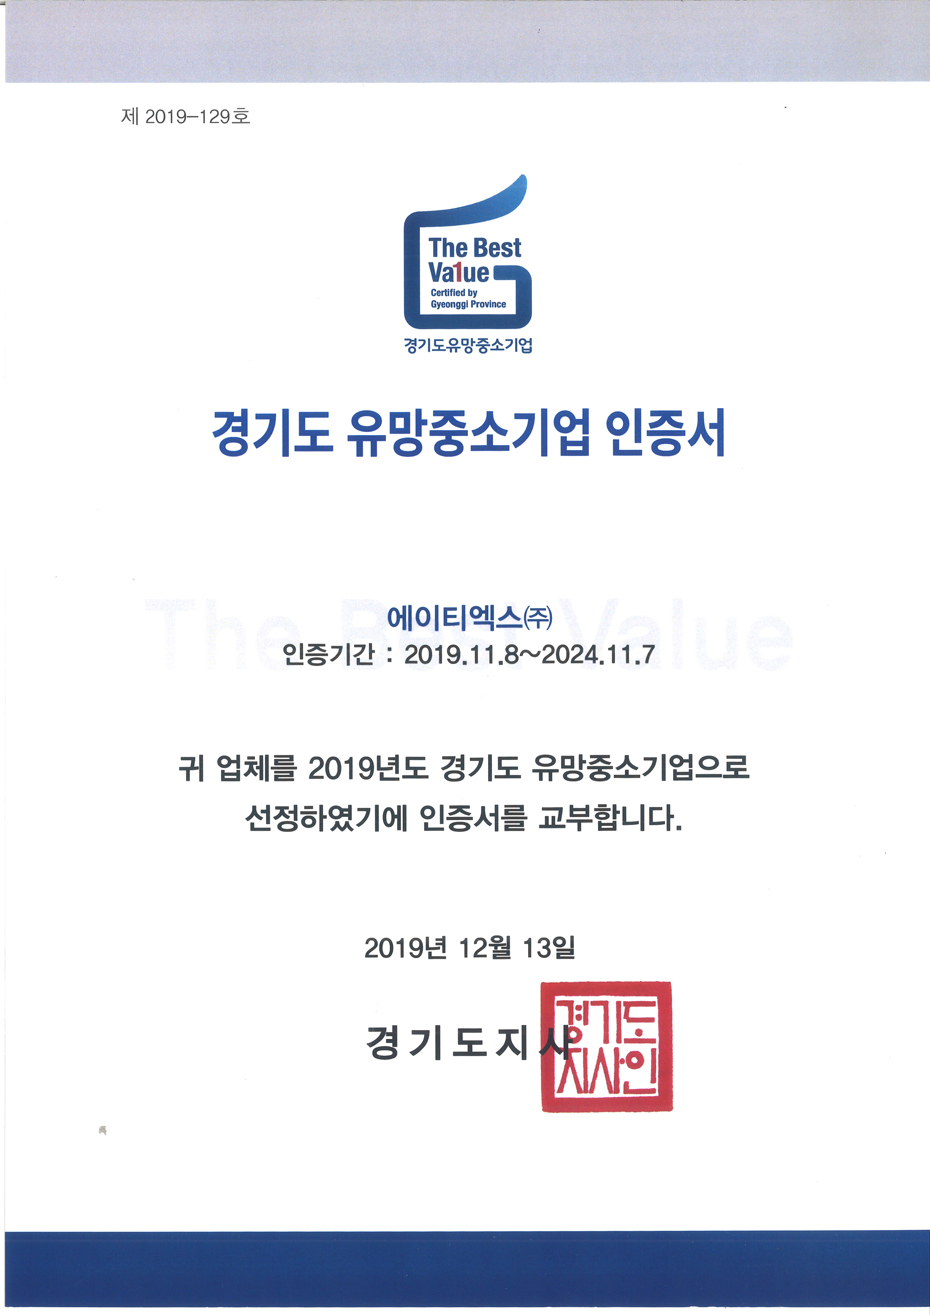 제 2019-129호
The Best
Va1ue
Certified by
Gyeonggi Province
경기도유망중소기업
경기도 유망중소기업 인증서
The Best Value
에이티엑스㈜
인증기간 : 2019.11.8~2024.11.7
귀 업체를 2019년도 경기도 유망중소기업으로
선정하였기에 인증서를 교부합니다.
2019년 12월 13일
경기도지사
경기도
지사인